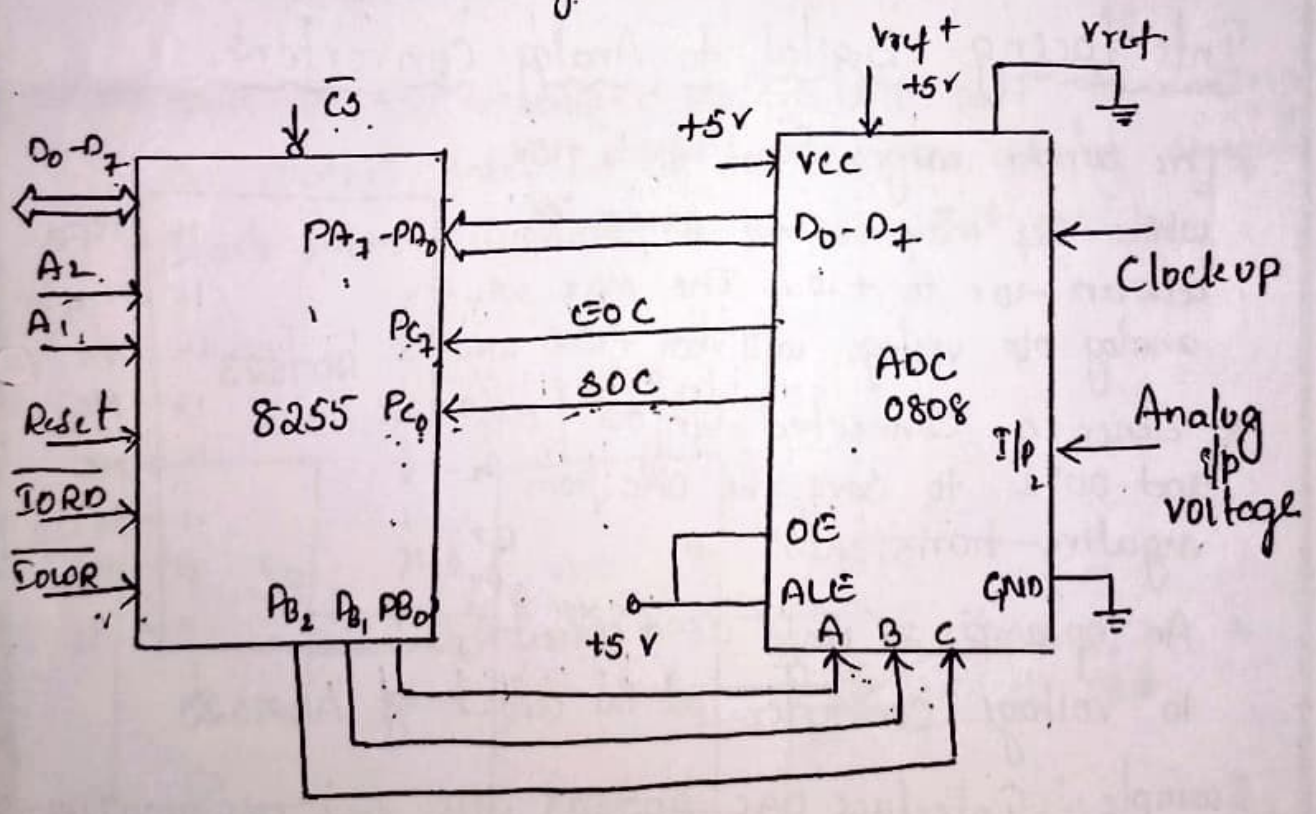 Vref +
+5V
Vref
CS
+5V
D0-D7
VCC
PA7-PA0
D0-D7
Clock up
A2
A1
PC7
EOC
ADC
0808
SOC
Reset
8255
PC0
I/p2
Analog
i/p
voltage
IORD
OE
IOWR
ALE
GND
PB2 PB1 PB0
+5 V
A B C